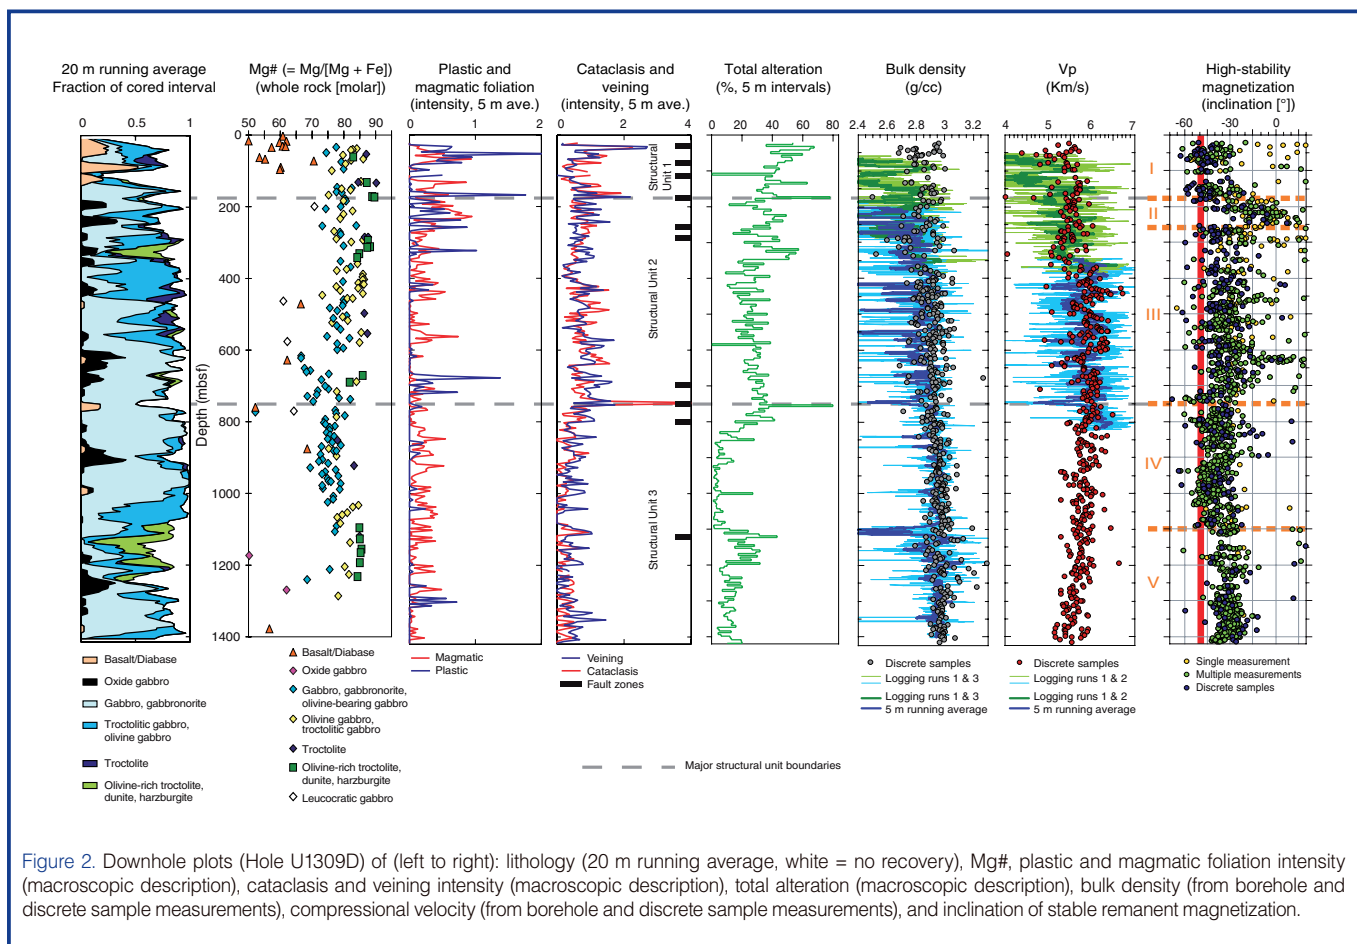 20 m running average
Fraction of cored interval
0 0.5 1
Mg# (= Mg/[Mg + Fe])
(whole rock [molar])
50 60 70 80 90
Plastic and
magmatic foliation
(intensity, 5 m ave.)
0 1 2
Cataclasis and
veining
(intensity, 5 m ave.)
0 2 4
Total alteration
(%, 5 m intervals)
0 20 40 60 80
Bulk density
(g/cc)
2.4 2.6 2.8 3 3.2
Vp
(Km/s)
4 5 6 7
High-stability
magnetization
(inclination [°])
-60 -30 0
Depth (mbsf)
0
200
400
600
800
1000
1200
1400
Structural
Unit 1
Structural Unit 2
Structural Unit 3
I
II
III
IV
V
Basalt/Diabase
Oxide gabbro
Gabbro, gabbronorite
Troctolitic gabbro,
olivine gabbro
Troctolite
Olivine-rich troctolite,
dunite, harzburgite
Basalt/Diabase
Oxide gabbro
Gabbro, gabbronorite,
olivine-bearing gabbro
Olivine gabbro,
troctolitic gabbro
Troctolite
Olivine-rich troctolite,
dunite, harzburgite
Leucocratic gabbro
Magmatic
Plastic
Veining
Cataclasis
Fault zones
Discrete samples
Logging runs 1 & 3
Logging runs 1 & 3
5 m running average
Discrete samples
Logging runs 1 & 2
Logging runs 1 & 2
5 m running average
Single measurement
Multiple measurements
Discrete samples
Major structural unit boundaries
Figure 2. Downhole plots (Hole U1309D) of (left to right): lithology (20 m running average, white = no recovery), Mg#, plastic and magmatic foliation intensity
(macroscopic description), cataclasis and veining intensity (macroscopic description), total alteration (macroscopic description), bulk density (from borehole and
discrete sample measurements), compressional velocity (from borehole and discrete sample measurements), and inclination of stable remanent magnetization.